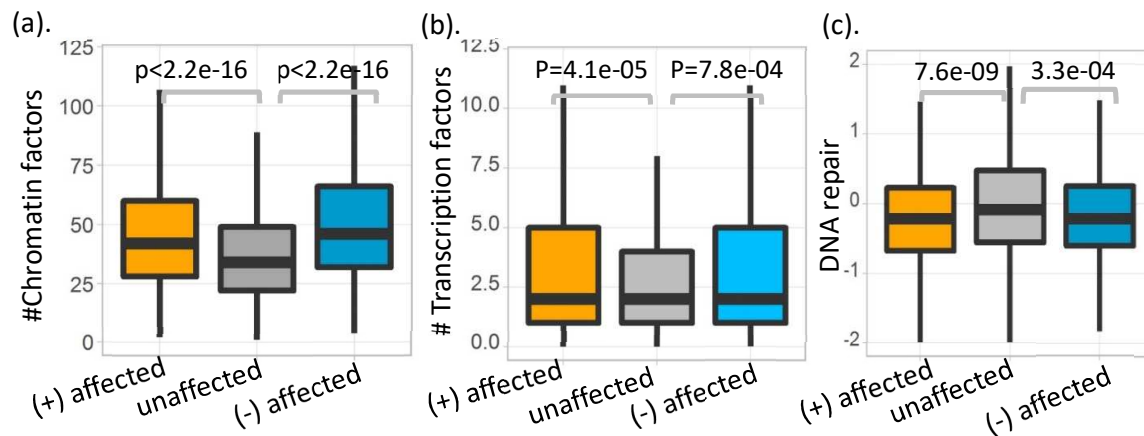 (a).
#Chromatin factors
125
100
75
50
25
0
p<2.2e-16
p<2.2e-16
(+) affected
unaffected
(-) affected
(b).
# Transcription factors
12.5
10.0
7.5
5.0
2.5
0.0
P=4.1e-05
P=7.8e-04
(+) affected
unaffected
(-) affected
(c).
DNA repair
2
1
0
-1
-2
7.6e-09
3.3e-04
(+) affected
unaffected
(-) affected